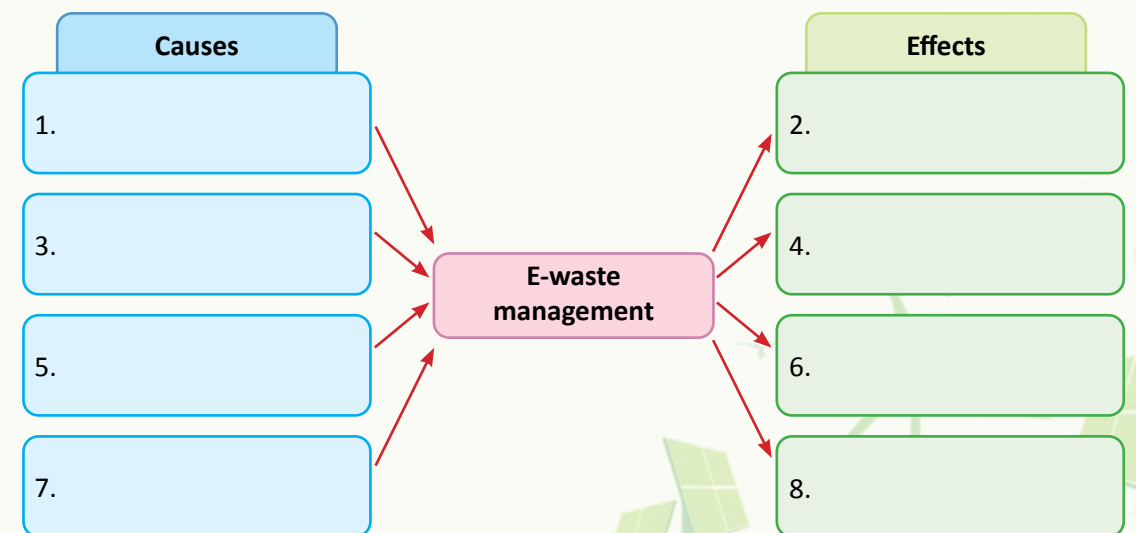 Causes
Effects
1.
2.
3.
4.
E-waste
management
5.
6.
7.
8.